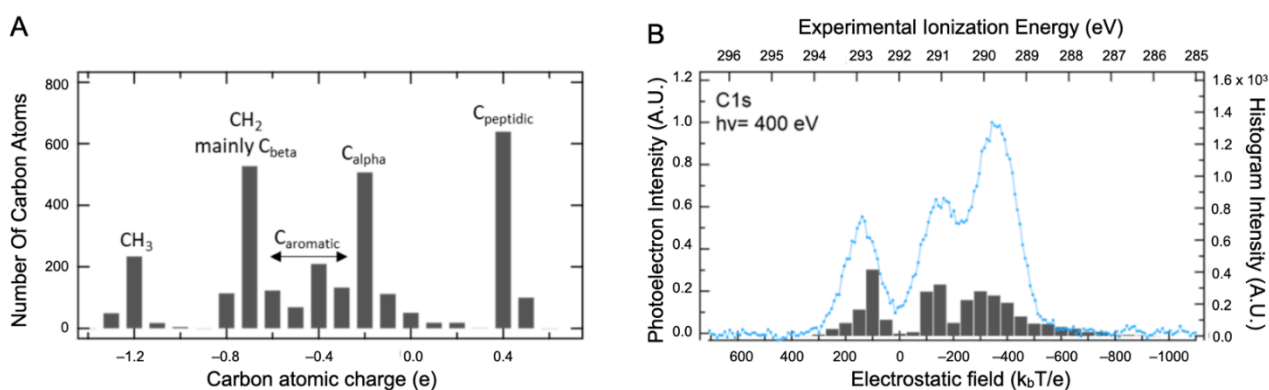 A
Number Of Carbon Atoms
800
600
400
200
0
CH3
CH2
mainly Cbeta
Caromatic
Calpha
Cpeptidic
−1.2 −0.8 −0.4 0.0 0.4
Carbon atomic charge (e)
B
Experimental Ionization Energy (eV)
296 295 294 293 292 291 290 289 288 287 286 285
Photoelectron Intensity (A.U.)
1.2
1.0
0.8
0.6
0.4
0.2
0.0
C1s
hν= 400 eV
1.6 x 10³
1.4
1.2
1.0
0.8
0.6
0.4
0.2
0.0
Histogram Intensity (A.U.)
600 400 200 0 −200 −400 −600 −800 −1000
Electrostatic field (kbT/e)